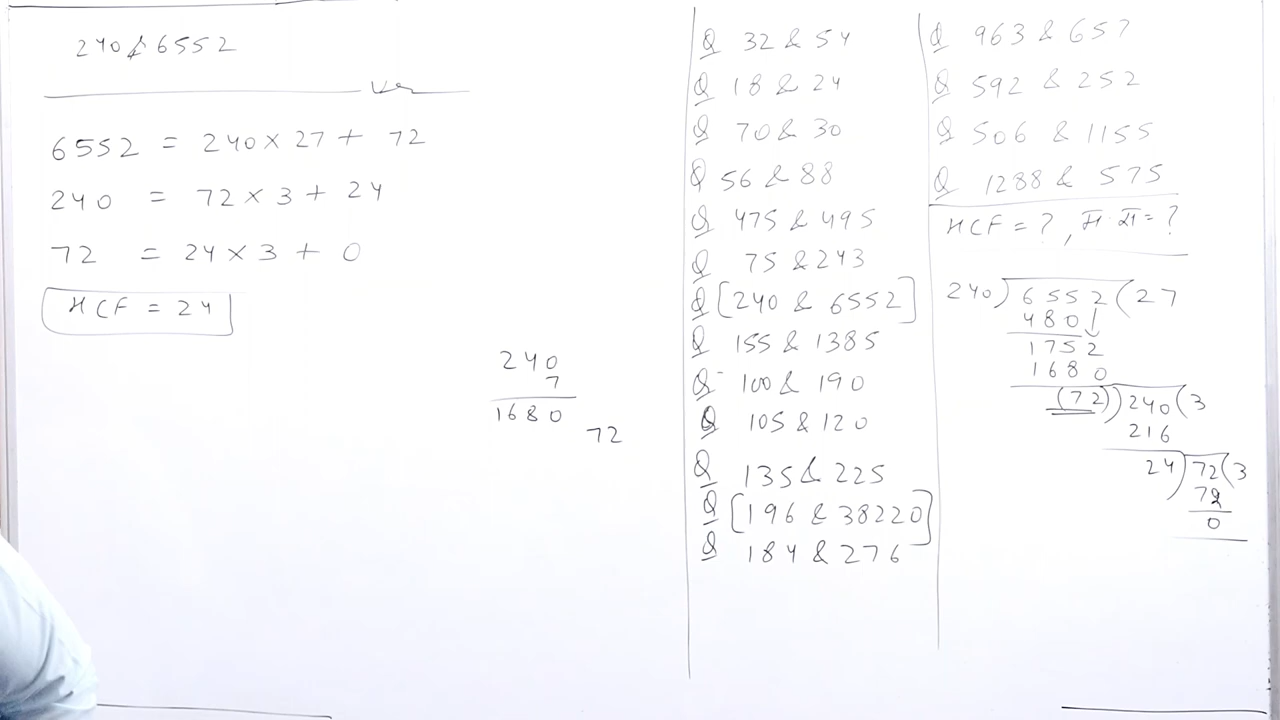 240 & 6552
6552 = 240 × 27 + 72
240 = 72 × 3 + 24
72 = 24 × 3 + 0
HCF = 24
240
7
1680
72
Q 32 & 54
Q 18 & 24
Q 70 & 30
Q 56 & 88
Q 475 & 495
Q 75 & 243
Q [240 & 6552]
Q 155 & 1385
Q 100 & 190
Q 105 & 120
Q 135 & 225
Q [196 & 38220]
Q 184 & 276
Q 963 & 657
Q 592 & 252
Q 506 & 1155
Q 1288 & 575
HCF = ?, म. स. = ?
240) 6552 (27
480
1752
1680
(72) ) 240 (3
216
24) 72 (3
72
0